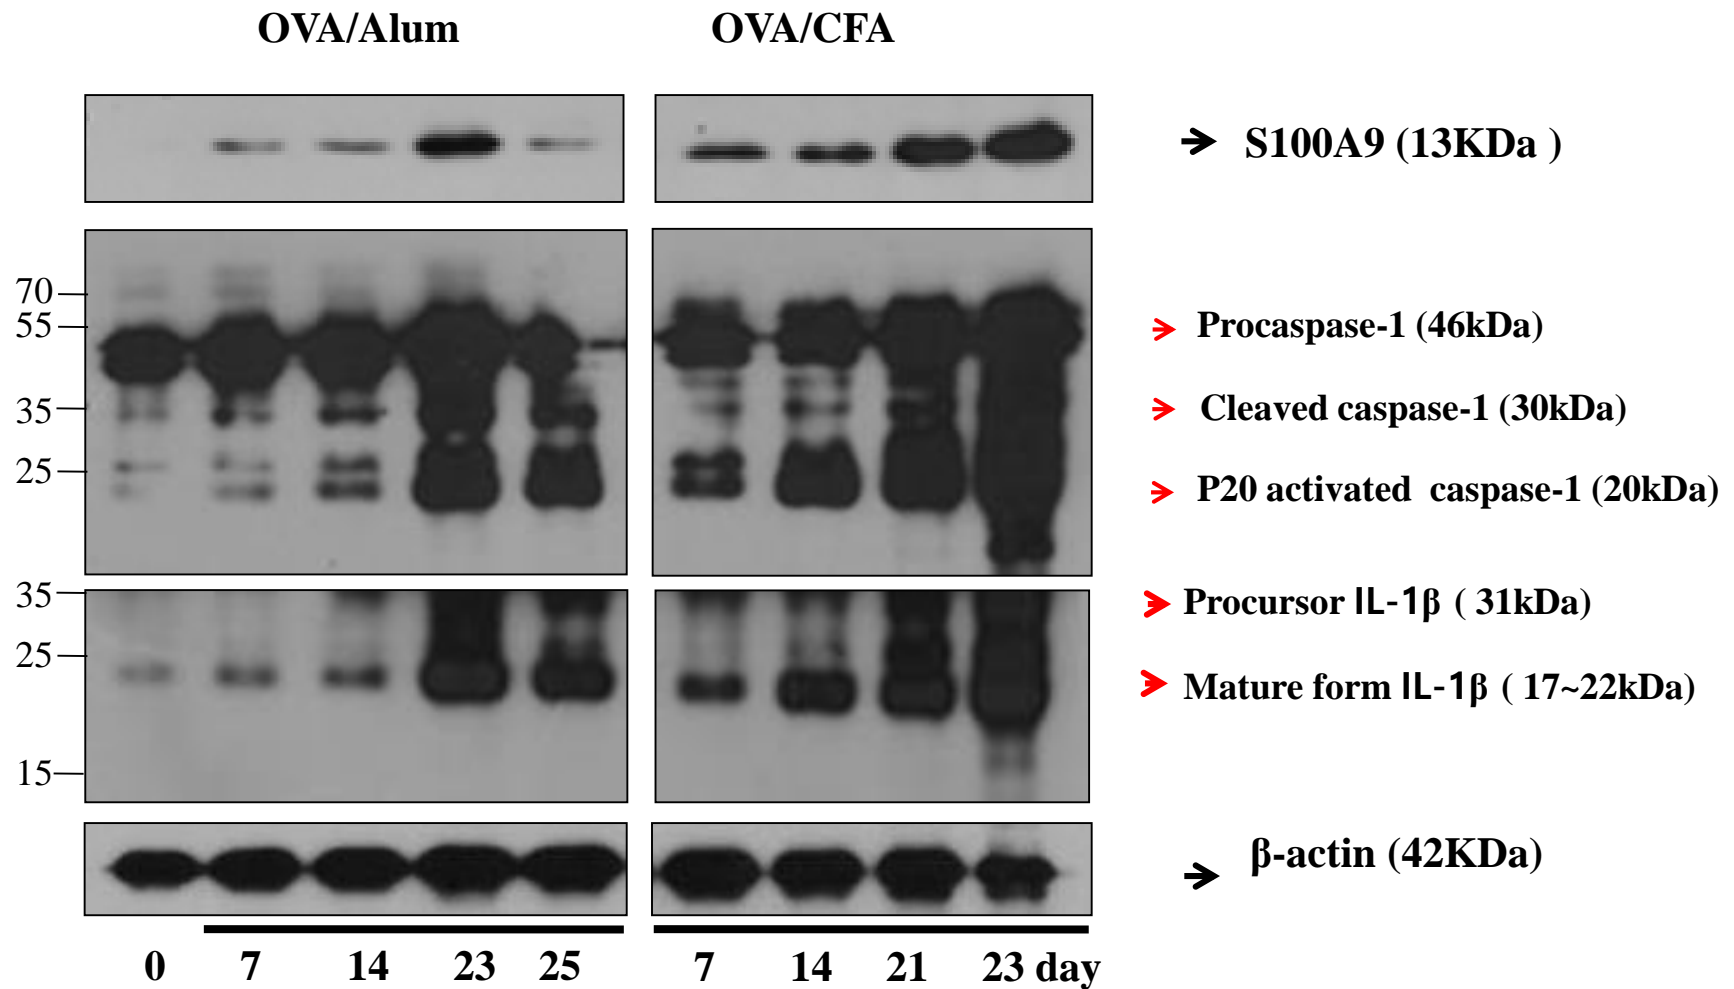 OVA/Alum OVA/CFA
S100A9 (13KDa )
70
55
Procaspase-1 (46kDa)
35
Cleaved caspase-1 (30kDa)
25
P20 activated caspase-1 (20kDa)
35
Procursor IL-1β ( 31kDa)
25
Mature form IL-1β ( 17~22kDa)
15
β-actin (42KDa)
0 7 14 23 25 7 14 21 23 day